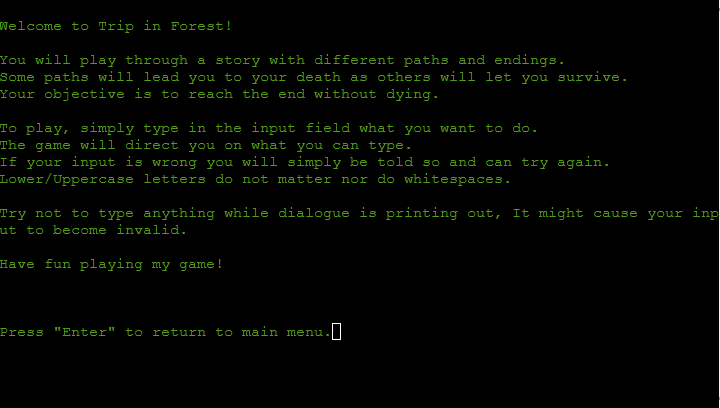 Welcome to Trip in Forest!
You will play through a story with different paths and endings.
Some paths will lead you to your death as others will let you survive.
Your objective is to reach the end without dying.
To play, simply type in the input field what you want to do.
The game will direct you on what you can type.
If your input is wrong you will simply be told so and can try again.
Lower/Uppercase letters do not matter nor do whitespaces.
Try not to type anything while dialogue is printing out, It might cause your inp
ut to become invalid.
Have fun playing my game!
Press "Enter" to return to main menu.